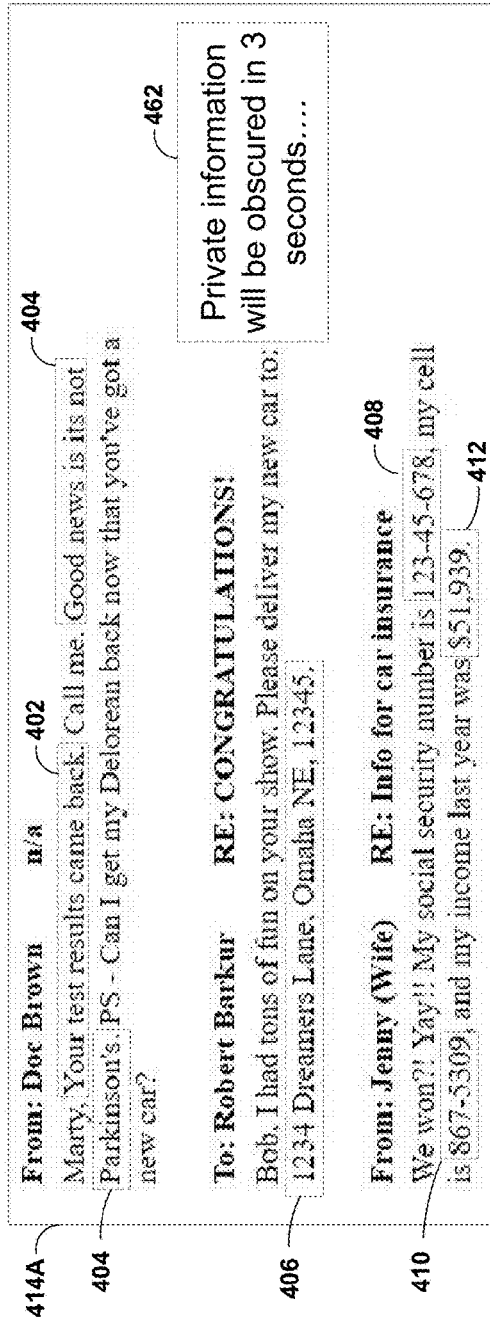 414A
From: Doc Brown n/a
402
404
Marty, Your test results came back. Call me. Good news is its not
Parkinson's. PS - Can I get my Delorean back now that you've got a
404
new car?
462
Private information
will be obscured in 3
seconds....
To: Robert Barkur RE: CONGRATULATIONS!
Bob, I had tons of fun on your show. Please deliver my new car to:
1234 Dreamers Lane, Omaha NE, 12345.
406
From: Jenny (Wife) RE: Info for car insurance
408
We won?! Yay!! My social security number is 123-45-678, my cell
is 867-5309, and my income last year was $51,939.
410
412